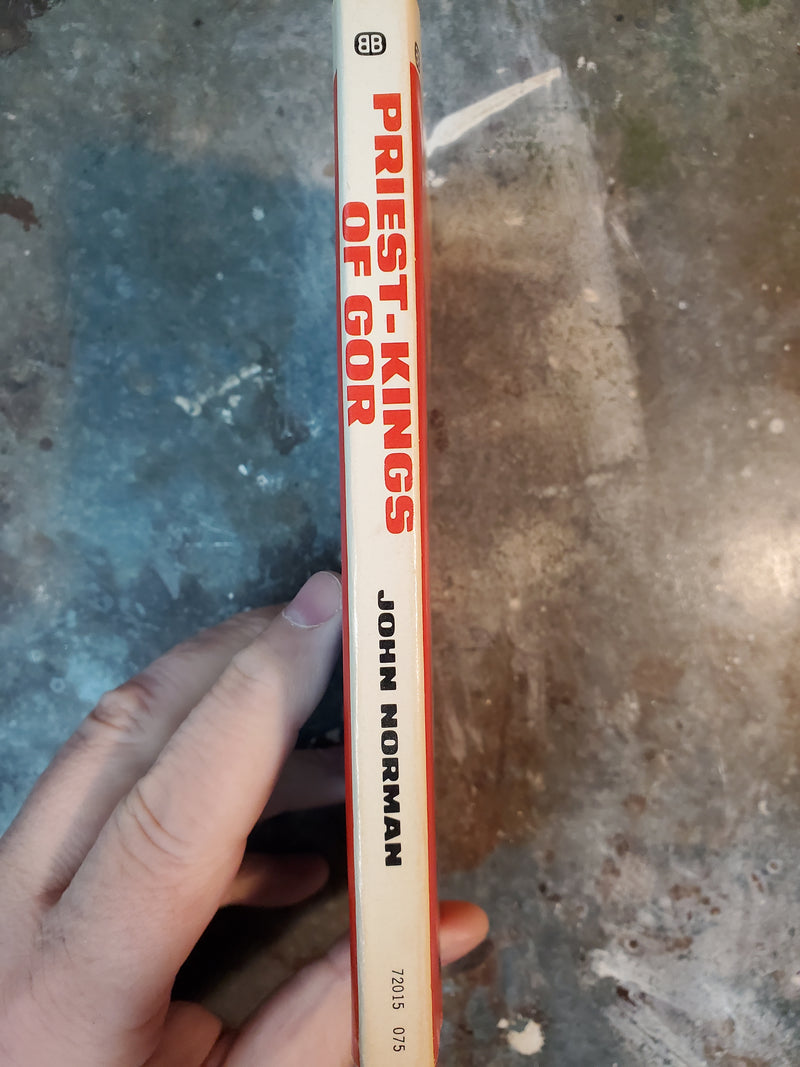 BB
PRIEST-KINGS
OF GOR
JOHN NORMAN
72015 075